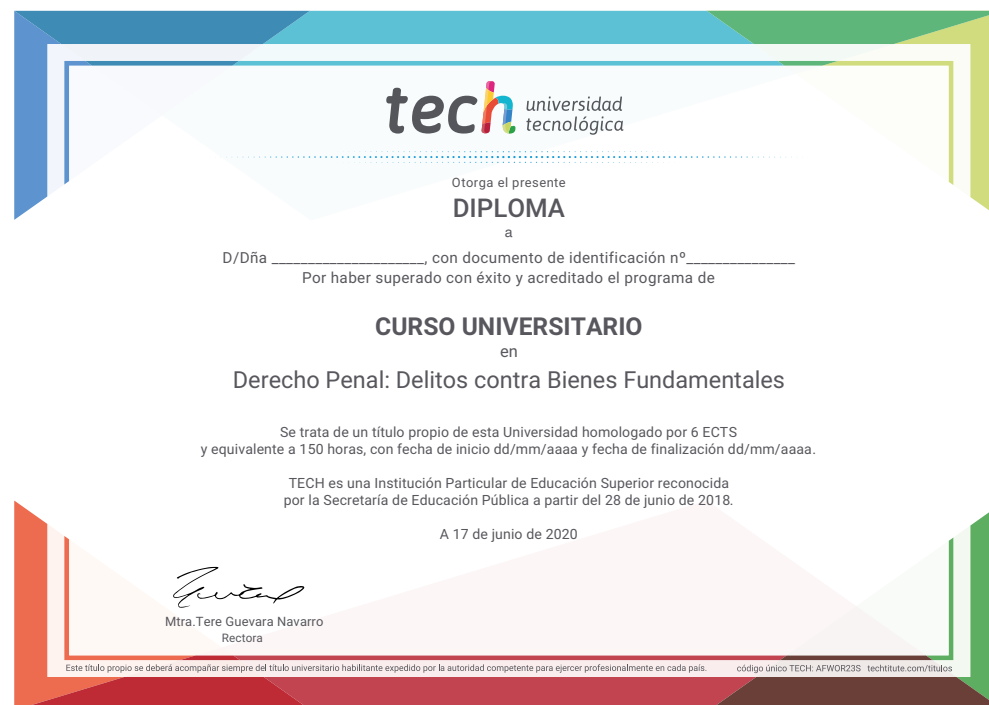 tech universidad
tecnológica
Otorga el presente
DIPLOMA
a
D/Dña _____________________, con documento de identificación nº_______________
Por haber superado con éxito y acreditado el programa de
CURSO UNIVERSITARIO
en
Derecho Penal: Delitos contra Bienes Fundamentales
Se trata de un título propio de esta Universidad homologado por 6 ECTS
y equivalente a 150 horas, con fecha de inicio dd/mm/aaaa y fecha de finalización dd/mm/aaaa.
TECH es una Institución Particular de Educación Superior reconocida
por la Secretaría de Educación Pública a partir del 28 de junio de 2018.
A 17 de junio de 2020
Mtra.Tere Guevara Navarro
Rectora
Este título propio se deberá acompañar siempre del título universitario habilitante expedido por la autoridad competente para ejercer profesionalmente en cada país. código único TECH: AFWOR23S techtitute.com/titulos